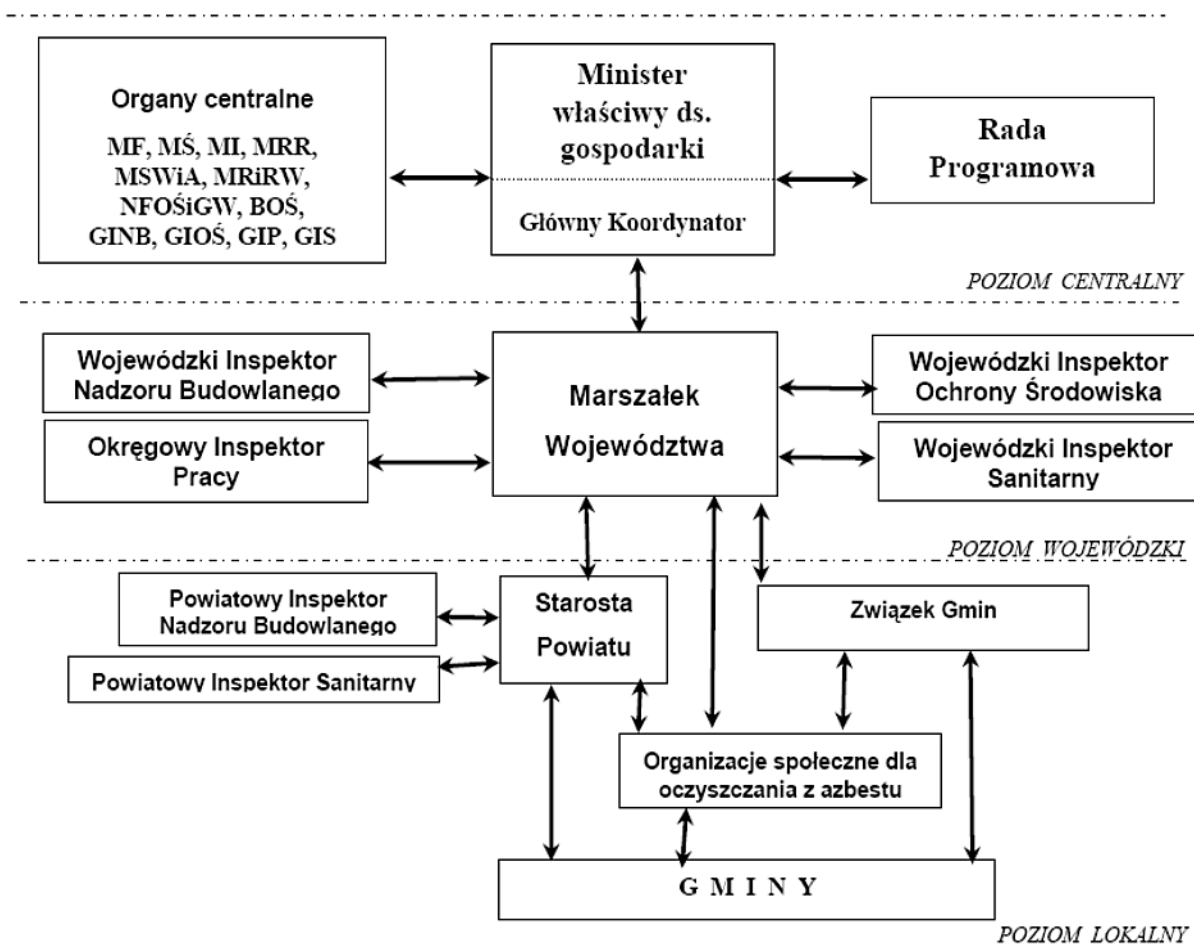 Organy centralne
MF, MŚ, MI, MRR,
MSWiA, MRiRW,
NFOŚiGW, BOŚ,
GINB, GIOŚ, GIP, GIS
Minister
właściwy ds.
gospodarki
Główny Koordynator
Rada
Programowa
POZIOM CENTRALNY
Wojewódzki Inspektor
Nadzoru Budowlanego
Okręgowy Inspektor
Pracy
Marszałek
Województwa
Wojewódzki Inspektor
Ochrony Środowiska
Wojewódzki Inspektor
Sanitarny
POZIOM WOJEWÓDZKI
Powiatowy Inspektor
Nadzoru Budowlanego
Powiatowy Inspektor Sanitarny
Starosta
Powiatu
Związek Gmin
Organizacje społeczne dla
oczyszczania z azbestu
G M I N Y
POZIOM LOKALNY